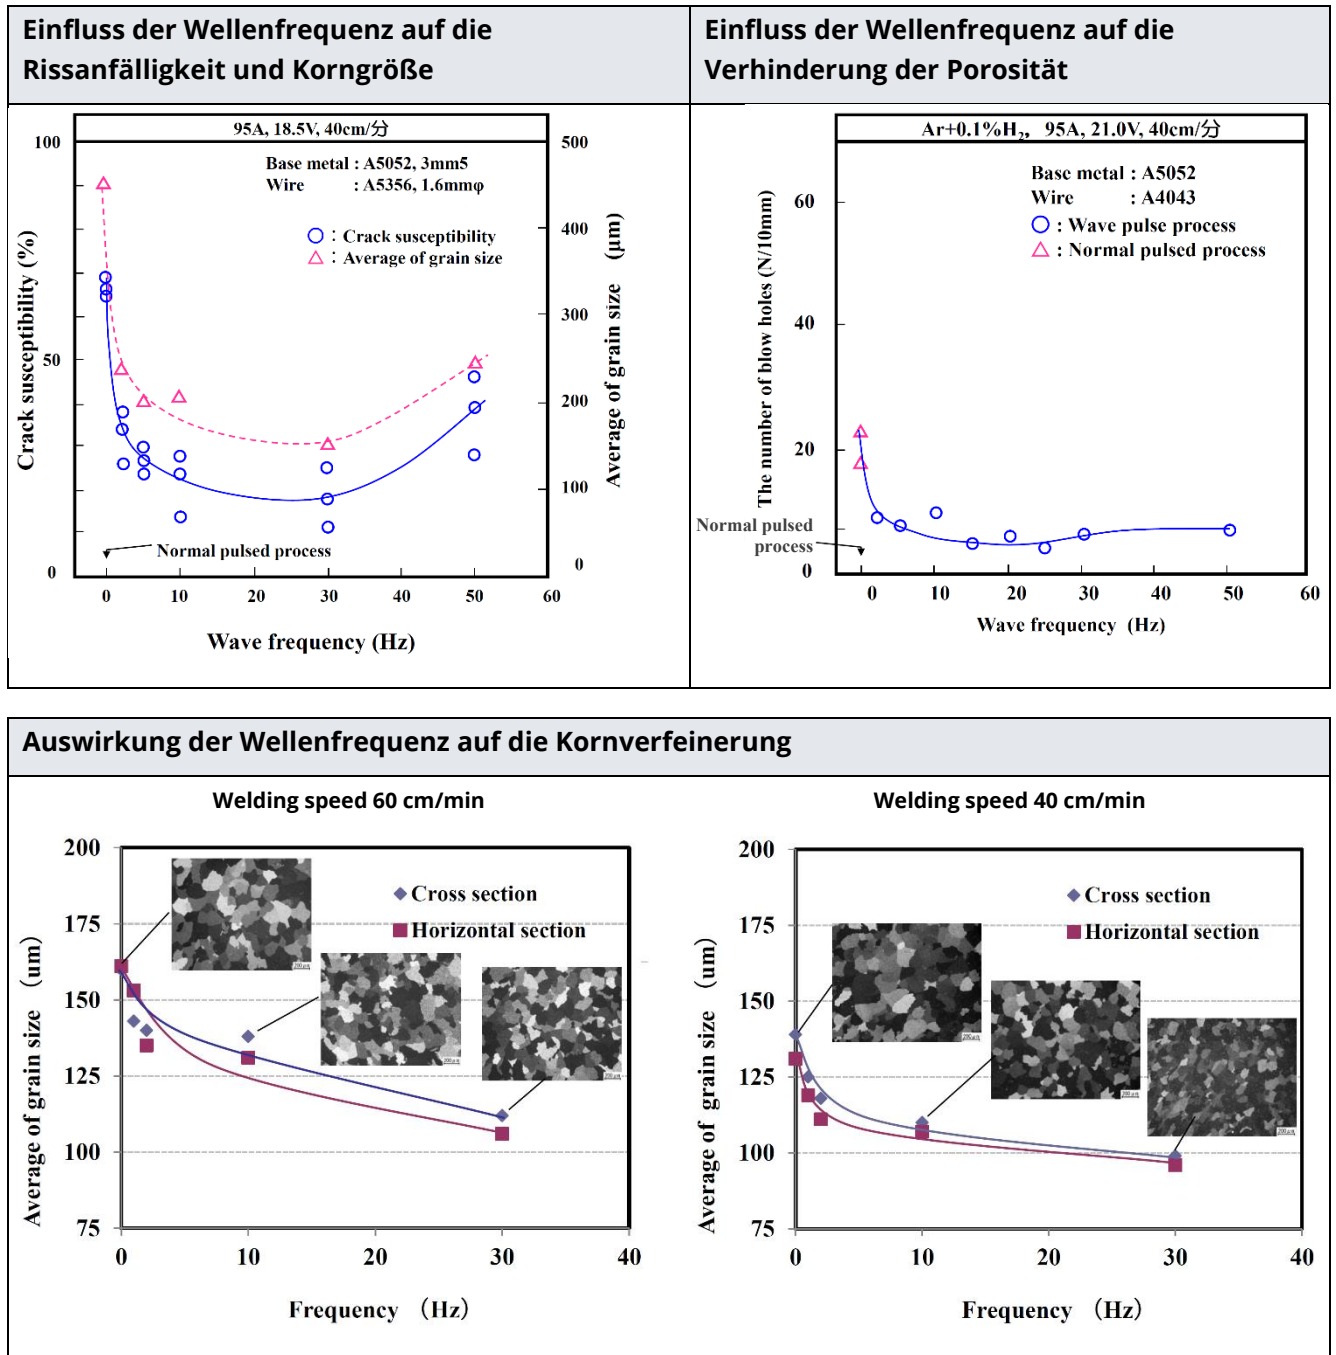 Einfluss der Wellenfrequenz auf die
Rissanfälligkeit und Korngröße
95A, 18.5V, 40cm/分
100
500
Base metal : A5052, 3mm5
Wire : A5356, 1.6mmφ
400
○ : Crack susceptibility
△ : Average of grain size
300
50
200
100
Normal pulsed process
0
0
Crack susceptibility (%)
Average of grain size (μm)
0 10 20 30 40 50 60
Wave frequency (Hz)
Einfluss der Wellenfrequenz auf die
Verhinderung der Porosität
Ar+0.1%H₂, 95A, 21.0V, 40cm/分
Base metal : A5052
Wire : A4043
○ : Wave pulse process
△ : Normal pulsed process
60
40
20
0
The number of blow holes (N/10mm)
Normal pulsed
process
0 10 20 30 40 50 60
Wave frequency (Hz)
Auswirkung der Wellenfrequenz auf die Kornverfeinerung
Welding speed 60 cm/min
200
175
150
125
100
75
Average of grain size (um)
Cross section
Horizontal section
200μm
200μm
200μm
0 10 20 30 40
Frequency (Hz)
Welding speed 40 cm/min
200
175
150
125
100
75
Average of grain size (um)
Cross section
Horizontal section
200μm
200μm
200μm
0 10 20 30 40
Frequency (Hz)